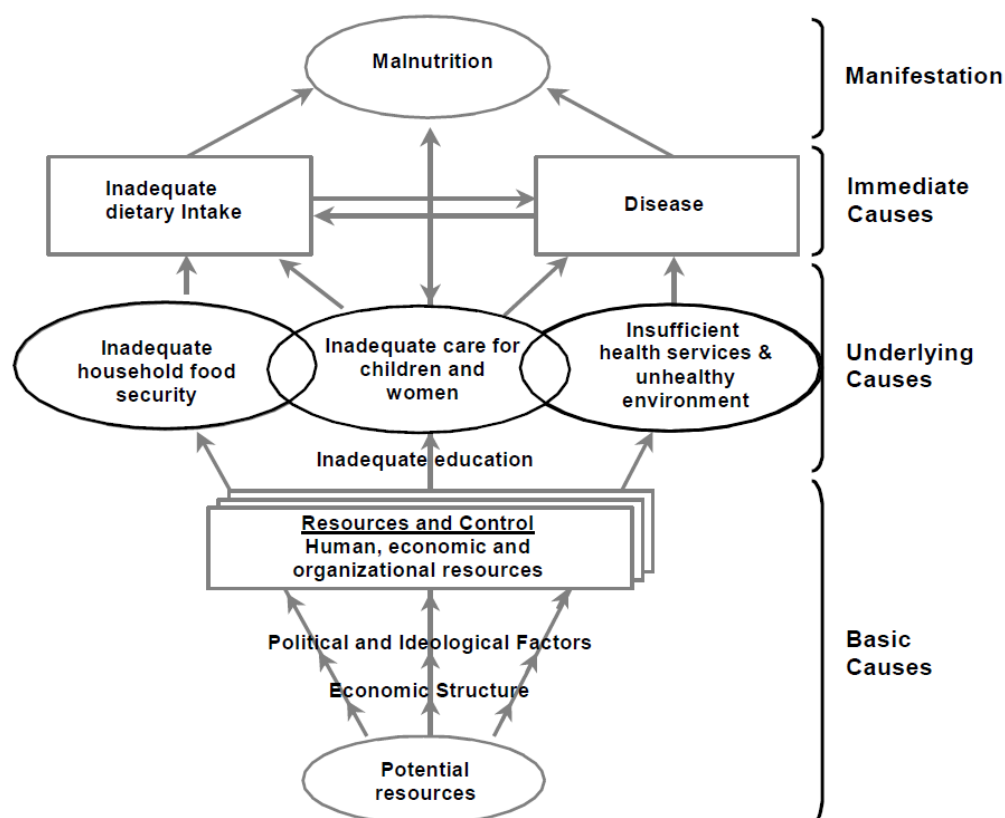 Malnutrition
Manifestation
Inadequate
dietary Intake
Disease
Immediate
Causes
Inadequate
household food
security
Inadequate care for
children and
women
Insufficient
health services &
unhealthy
environment
Underlying
Causes
Inadequate education
Resources and Control
Human, economic and
organizational resources
Political and Ideological Factors
Economic Structure
Basic
Causes
Potential
resources